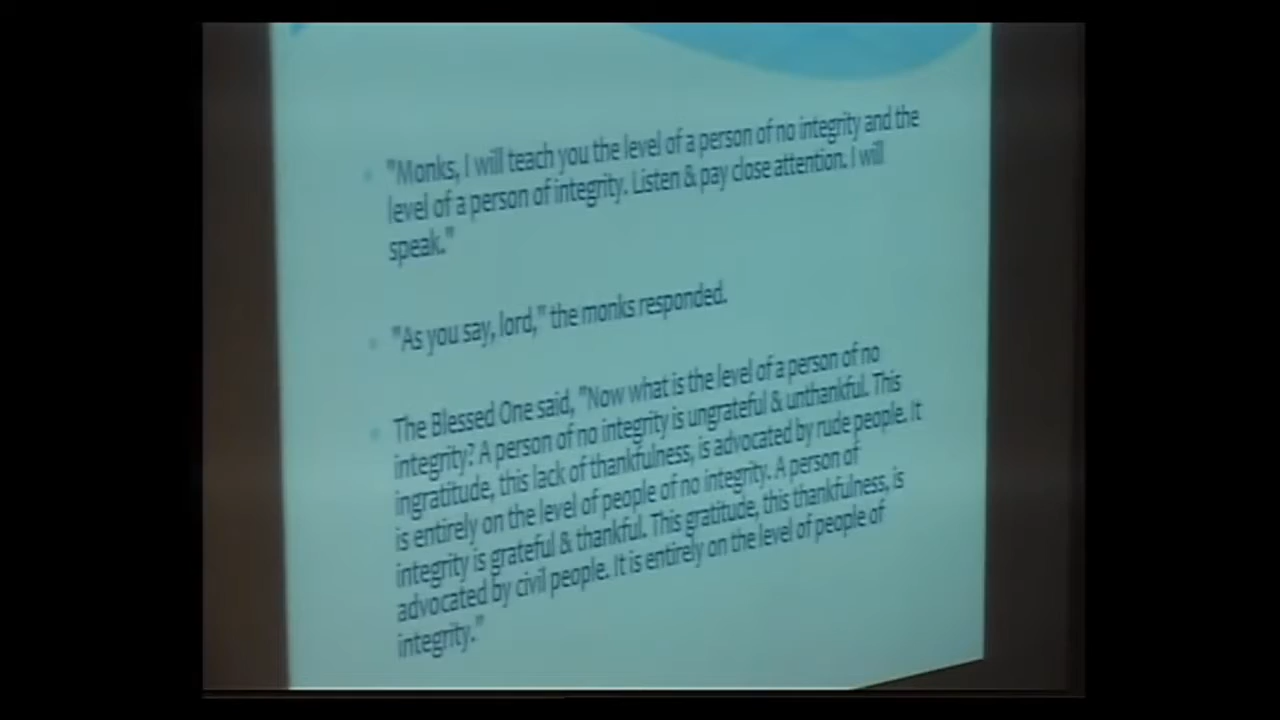 "Monks, I will teach you the level of a person of no integrity and the
level of a person of integrity. Listen & pay close attention. I will
speak."
"As you say, lord," the monks responded.
The Blessed One said, "Now what is the level of a person of no
integrity? A person of no integrity is ungrateful & unthankful. This
ingratitude, this lack of thankfulness, is advocated by rude people. It
is entirely on the level of people of no integrity. A person of
integrity is grateful & thankful. This gratitude, this thankfulness, is
advocated by civil people. It is entirely on the level of people of
integrity."